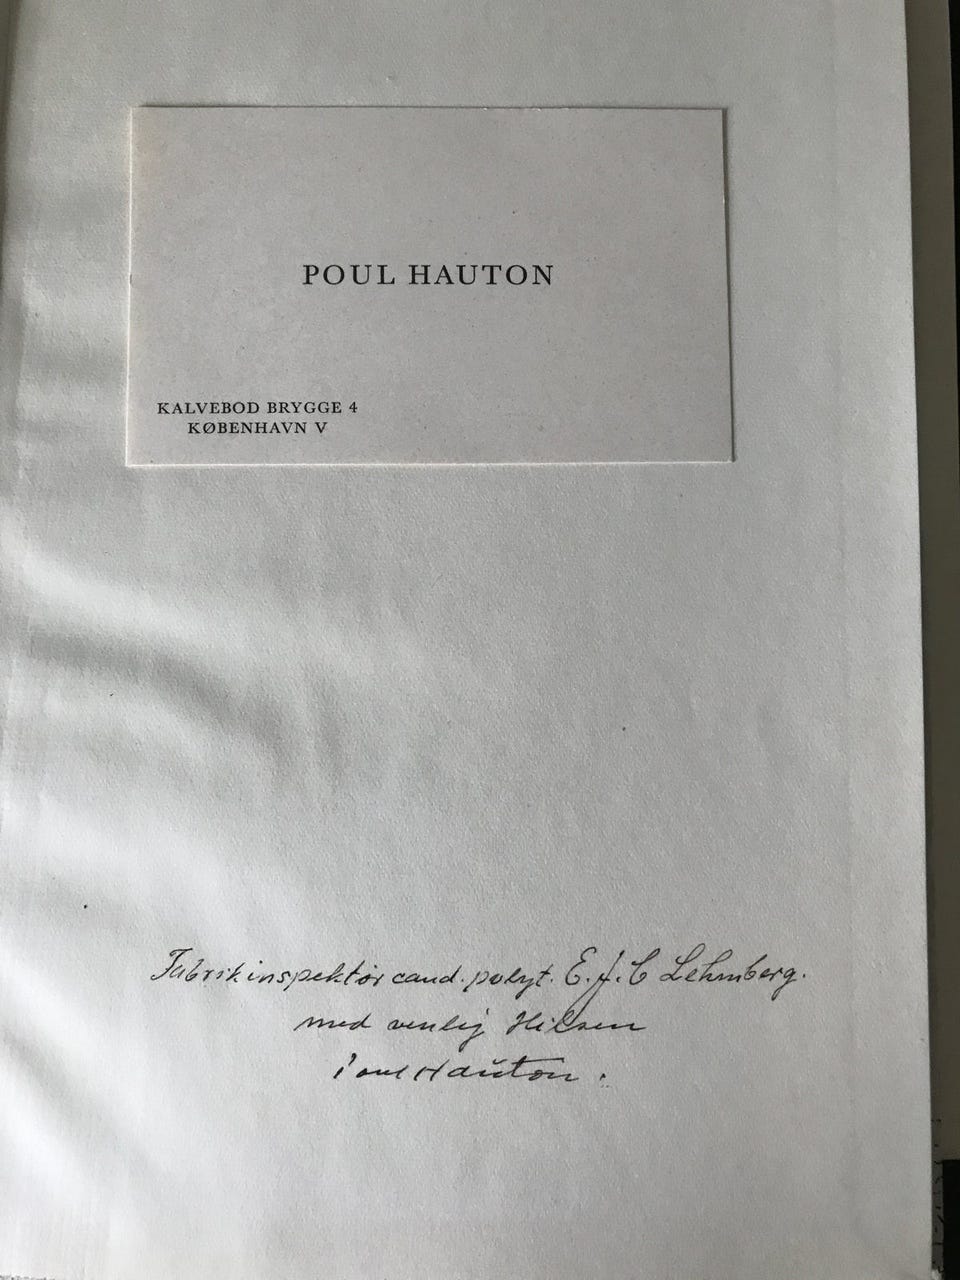 POUL HAUTON
KALVEBOD BRYGGE 4
KØBENHAVN V
Fabrikinspektør cand. polyt. E.J.C Lehmberg.
med venlig Hilsen
Poul Hauton.